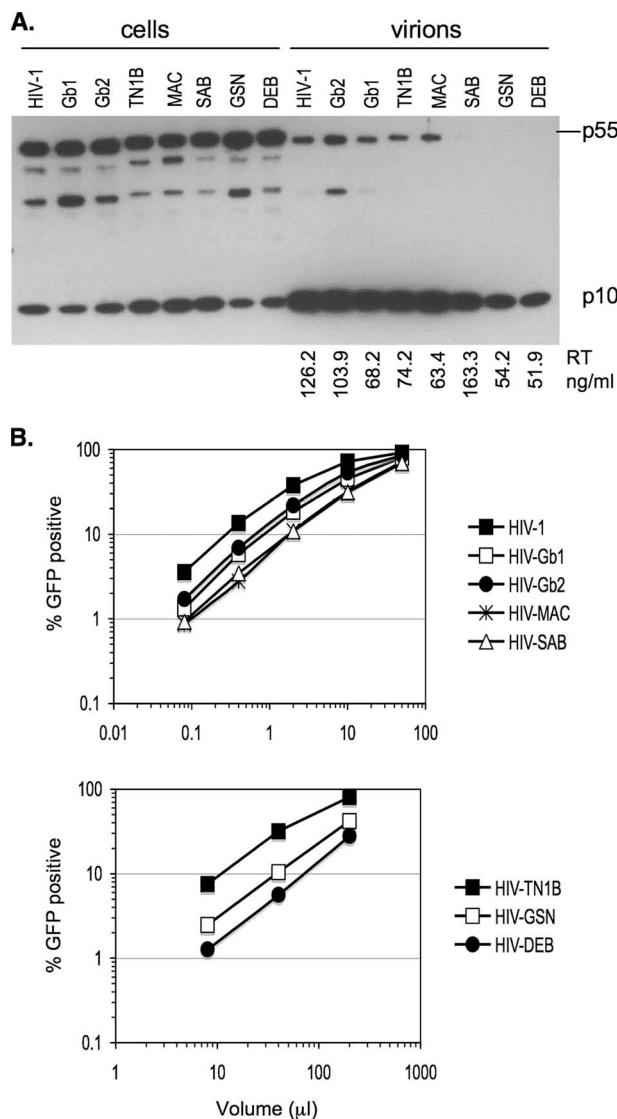 A.
cells virions
HIV-1 Gb1 Gb2 TN1B MAC SAB GSN DEB HIV-1 Gb2 Gb1 TN1B MAC SAB GSN DEB
p55
p10
126.2 103.9 68.2 74.2 63.4 163.3 54.2 51.9 RT
ng/ml
B.
100
10
1
0.1
% GFP positive
0.01 0.1 1 10 100
HIV-1
HIV-Gb1
HIV-Gb2
HIV-MAC
HIV-SAB
100
10
1
0.1
% GFP positive
1 10 100 1000
Volume (µl)
HIV-TN1B
HIV-GSN
HIV-DEB